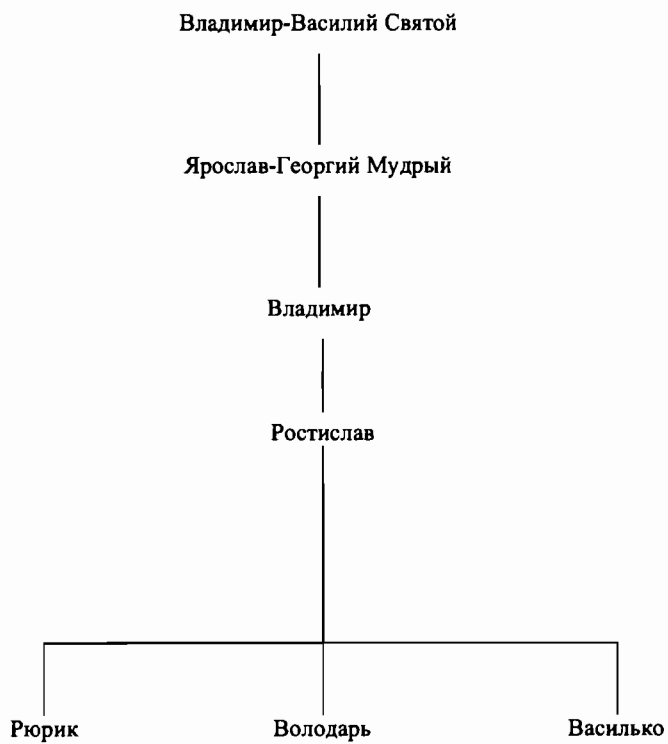 Владимир-Василий Святой
Ярослав-Георгий Мудрый
Владимир
Ростислав
Рюрик Володарь Василько